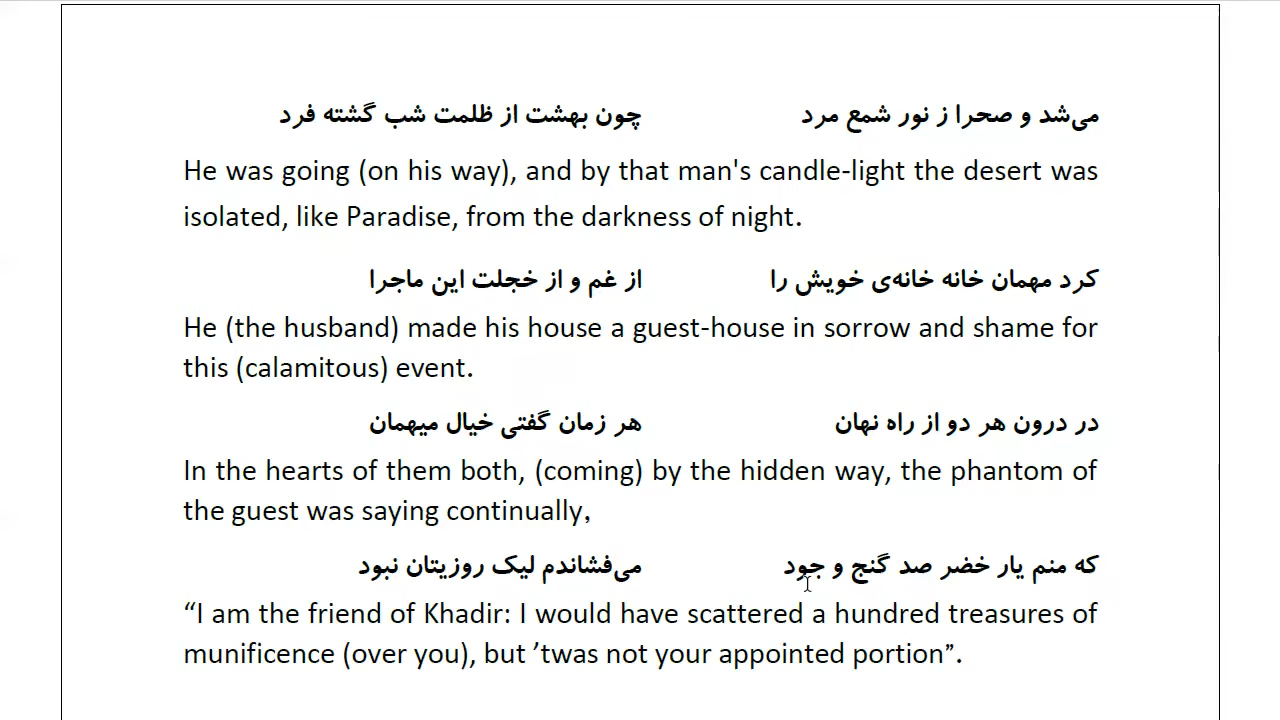 می‌شد و صحرا ز نور شمع مرد چون بهشت از ظلمت شب گشته فرد
He was going (on his way), and by that man's candle-light the desert was
isolated, like Paradise, from the darkness of night.
کرد مهمان خانه خانه‌ی خویش را از غم و از خجلت این ماجرا
He (the husband) made his house a guest-house in sorrow and shame for
this (calamitous) event.
در درون هر دو از راه نهان هر زمان گفتی خیال میهمان
In the hearts of them both, (coming) by the hidden way, the phantom of
the guest was saying continually,
که منم یار خضر صد گنج و جود می‌فشاندم لیک روزیتان نبود
“I am the friend of Khadir: I would have scattered a hundred treasures of
munificence (over you), but ’twas not your appointed portion”.